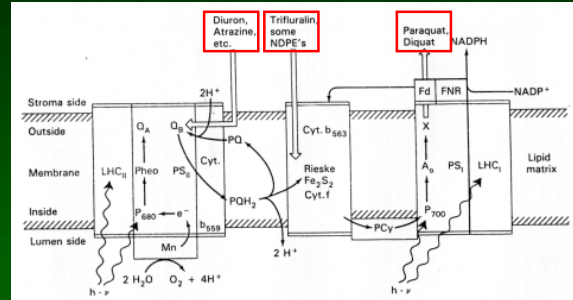 Diuron,
Atrazine,
etc.
Trifluralin,
some
NDPE's
Paraquat,
Diquat
NADPH
2H+
Fd
FNR
NADP+
Stroma side
Outside
QA
QB
PQ
Cyt. b563
X
Cyt.
Membrane
LHCII
Pheo
PSII
Rieske
Fe2S2
Cyt.f
A0
PSI
LHCI
Lipid
matrix
PQH2
Inside
P680
e-
b559
P700
Lumen side
Mn
2 H+
PCy
2 H2O
O2 + 4H+
h·ν
h·ν